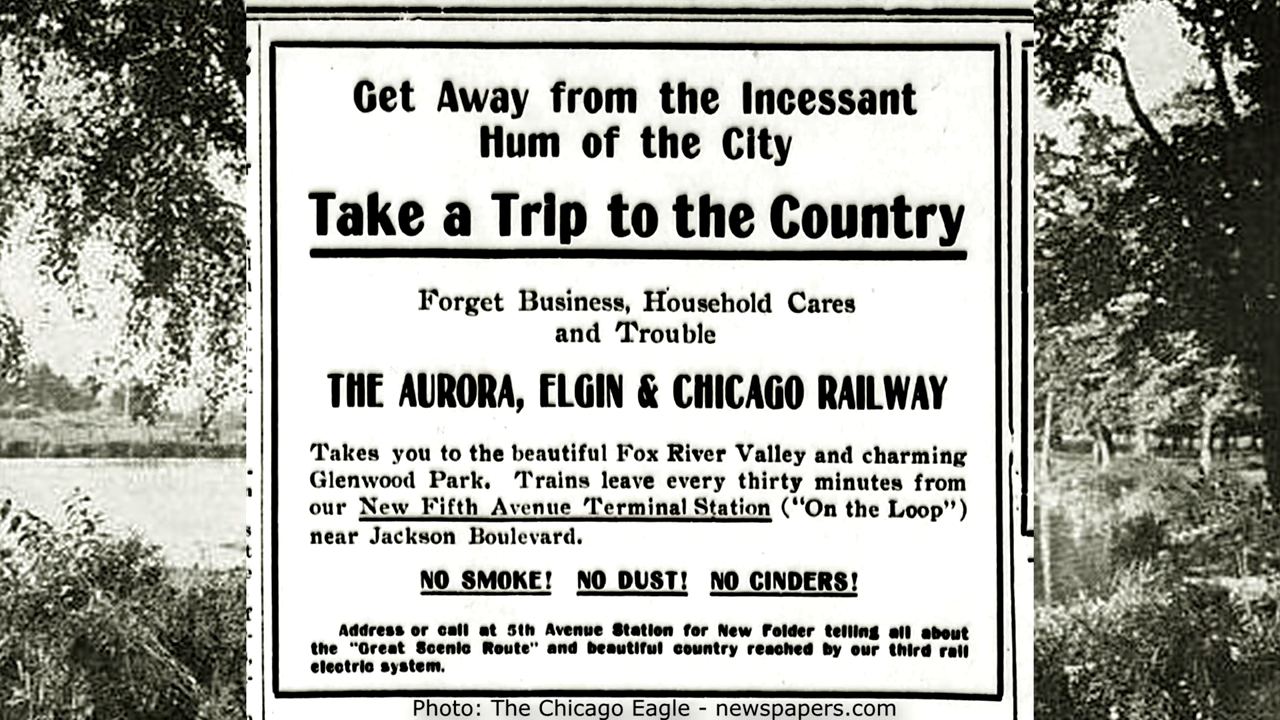 Get Away from the Incessant
Hum of the City
Take a Trip to the Country
Forget Business, Household Cares
and Trouble
THE AURORA, ELGIN & CHICAGO RAILWAY
Takes you to the beautiful Fox River Valley and charming
Glenwood Park. Trains leave every thirty minutes from
our New Fifth Avenue Terminal Station ("On the Loop")
near Jackson Boulevard.
NO SMOKE! NO DUST! NO CINDERS!
Address or call at 5th Avenue Station for New Folder telling all about
the "Great Scenic Route" and beautiful country reached by our third rail
electric system.
Photo: The Chicago Eagle - newspapers.com